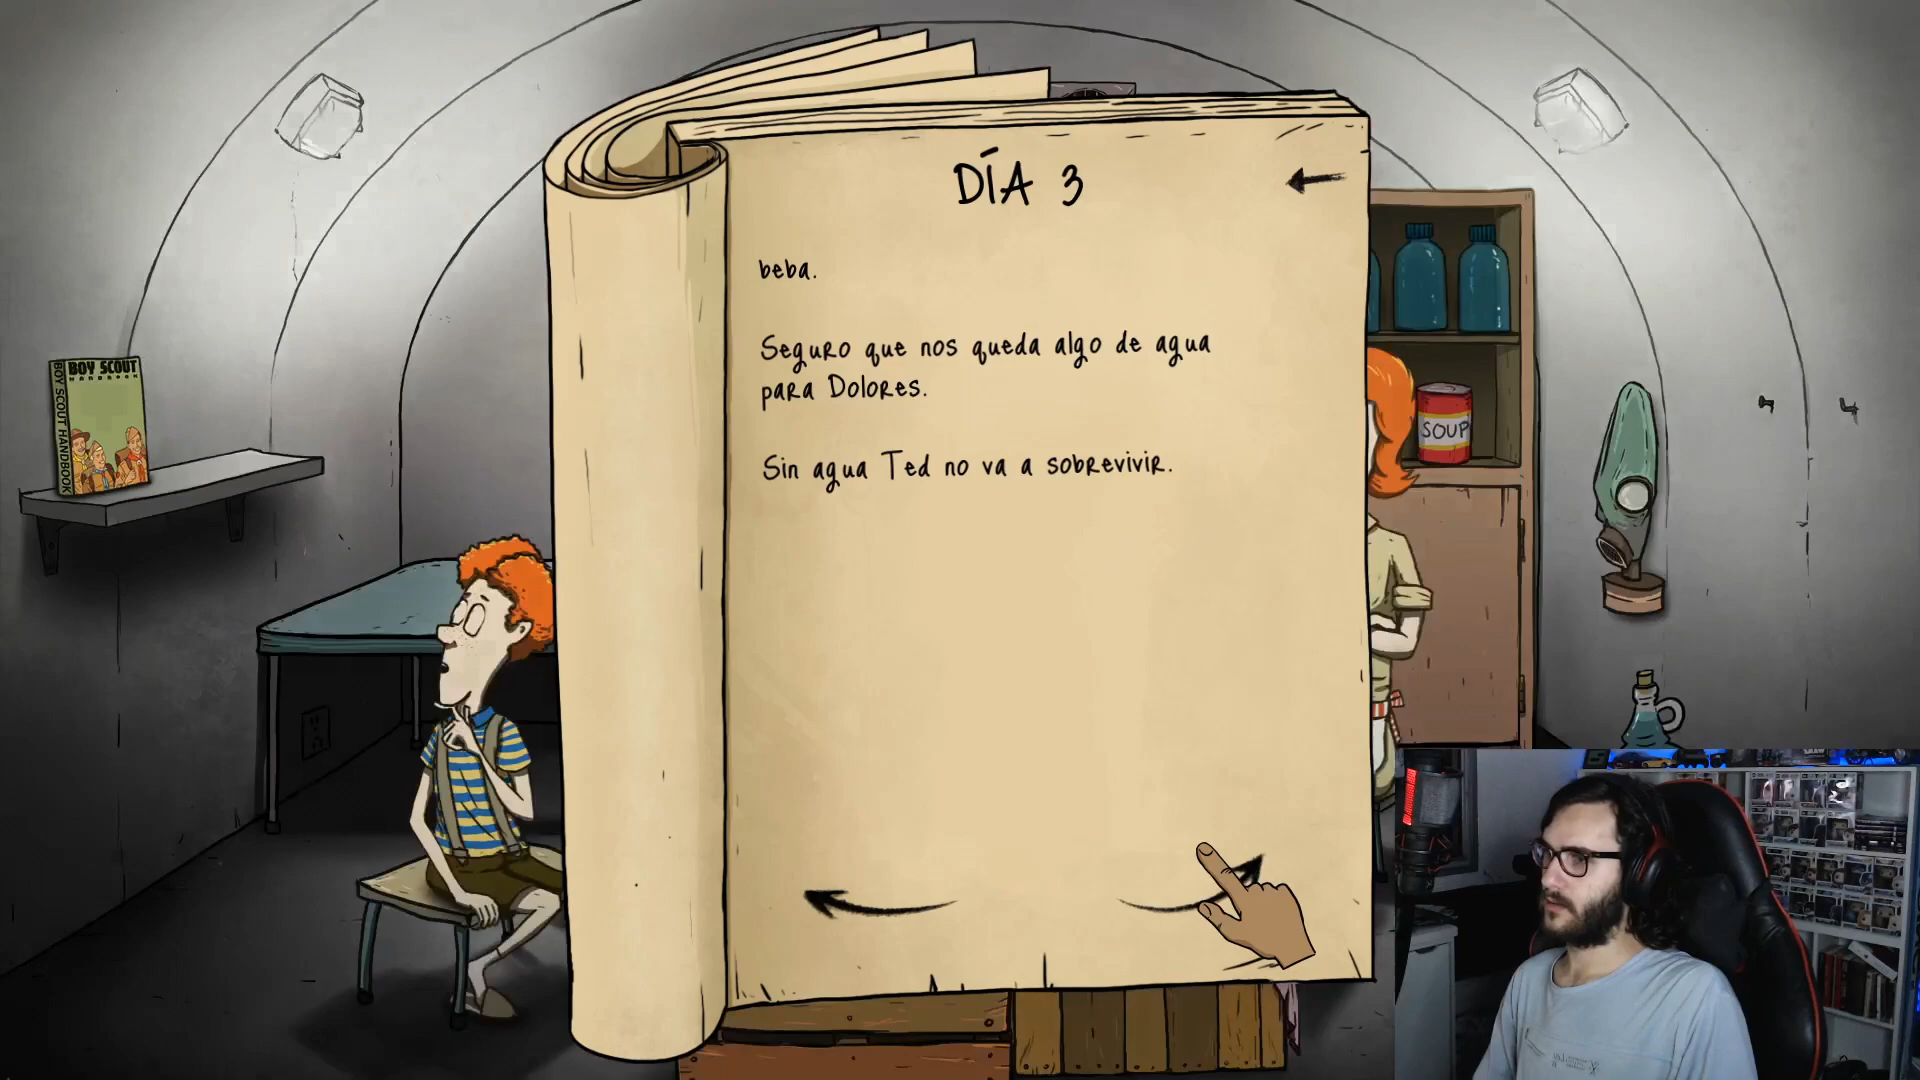 DÍA 3
beba.
Seguro que nos queda algo de agua
para Dolores.
Sin agua Ted no va a sobrevivir.
BOY SCOUT
HANDBOOK
BOY SCOUT HANDBOOK
SOUP